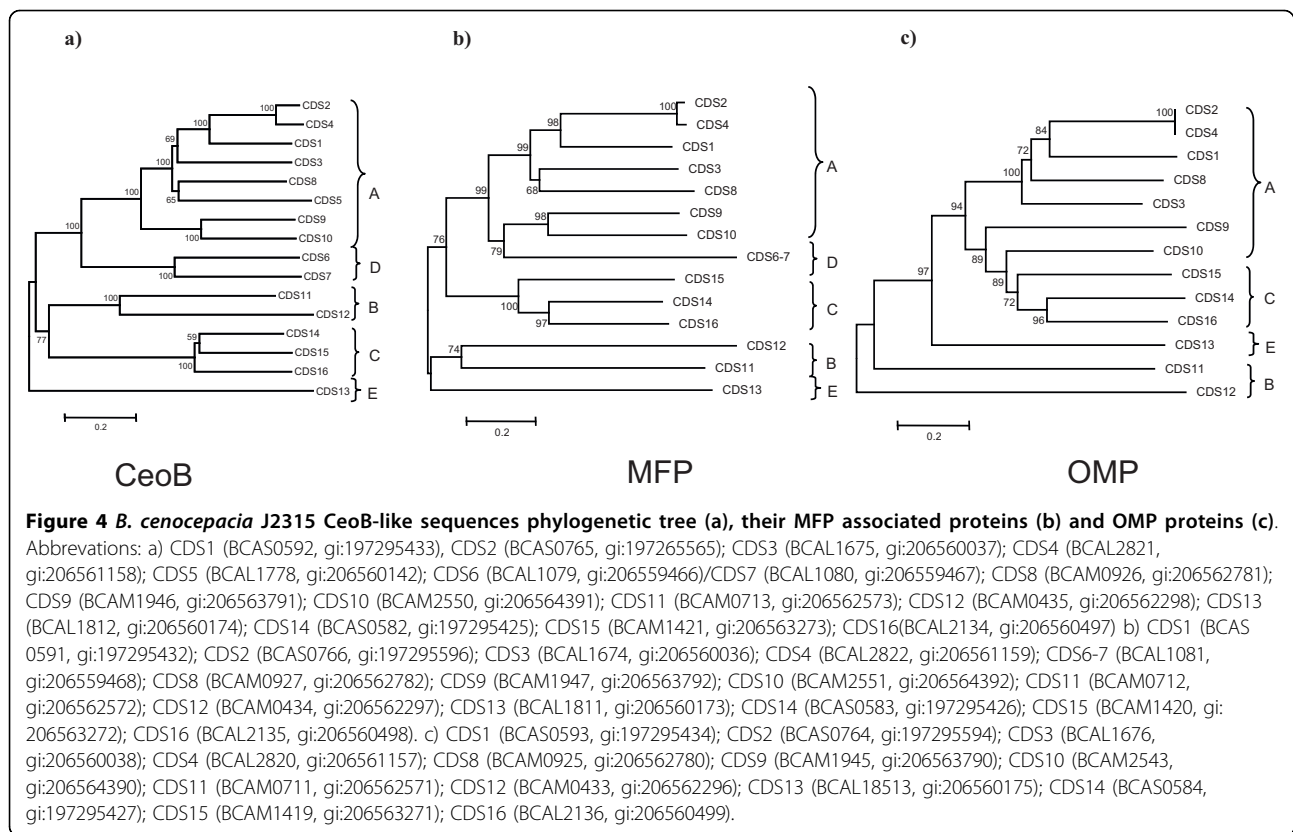 a)
100
CDS2
CDS4
100
CDS1
69
CDS3
100
CDS8
65
CDS5
100
CDS9
100
CDS10
A
100
CDS6
100
CDS7
D
100
CDS11
CDS12
B
77
59
CDS14
CDS15
100
CDS16
C
CDS13
E
0.2
CeoB
b)
100
CDS2
CDS4
98
CDS1
99
CDS3
68
CDS8
99
98
CDS9
CDS10
79
A
CDS6-7
D
76
CDS15
100
CDS14
97
CDS16
C
74
CDS12
CDS11
B
CDS13
E
0.2
MFP
c)
100
CDS2
CDS4
84
CDS1
72
CDS8
100
CDS3
94
CDS9
89
CDS10
A
89
CDS15
72
CDS14
96
CDS16
C
97
CDS13
E
CDS11
CDS12
B
0.2
OMP
Figure 4 B. cenocepacia J2315 CeoB-like sequences phylogenetic tree (a), their MFP associated proteins (b) and OMP proteins (c).
Abbrevations: a) CDS1 (BCAS0592, gi:197295433), CDS2 (BCAS0765, gi:197265565); CDS3 (BCAL1675, gi:206560037); CDS4 (BCAL2821,
gi:206561158); CDS5 (BCAL1778, gi:206560142); CDS6 (BCAL1079, gi:206559466)/CDS7 (BCAL1080, gi:206559467); CDS8 (BCAM0926, gi:206562781);
CDS9 (BCAM1946, gi:206563791); CDS10 (BCAM2550, gi:206564391); CDS11 (BCAM0713, gi:206562573); CDS12 (BCAM0435, gi:206562298); CDS13
(BCAL1812, gi:206560174); CDS14 (BCAS0582, gi:197295425); CDS15 (BCAM1421, gi:206563273); CDS16(BCAL2134, gi:206560497) b) CDS1 (BCAS
0591, gi:197295432); CDS2 (BCAS0766, gi:197295596); CDS3 (BCAL1674, gi:206560036); CDS4 (BCAL2822, gi:206561159); CDS6-7 (BCAL1081,
gi:206559468); CDS8 (BCAM0927, gi:206562782); CDS9 (BCAM1947, gi:206563792); CDS10 (BCAM2551, gi:206564392); CDS11 (BCAM0712,
gi:206562572); CDS12 (BCAM0434, gi:206562297); CDS13 (BCAL1811, gi:206560173); CDS14 (BCAS0583, gi:197295426); CDS15 (BCAM1420, gi:
206563272); CDS16 (BCAL2135, gi:206560498). c) CDS1 (BCAS0593, gi:197295434); CDS2 (BCAS0764, gi:197295594); CDS3 (BCAL1676,
gi:206560038); CDS4 (BCAL2820, gi:206561157); CDS8 (BCAM0925, gi:206562780); CDS9 (BCAM1945, gi:206563790); CDS10 (BCAM2543,
gi:206564390); CDS11 (BCAM0711, gi:206562571); CDS12 (BCAM0433, gi:206562296); CDS13 (BCAL18513, gi:206560175); CDS14 (BCAS0584,
gi:197295427); CDS15 (BCAM1419, gi:206563271); CDS16 (BCAL2136, gi:206560499).